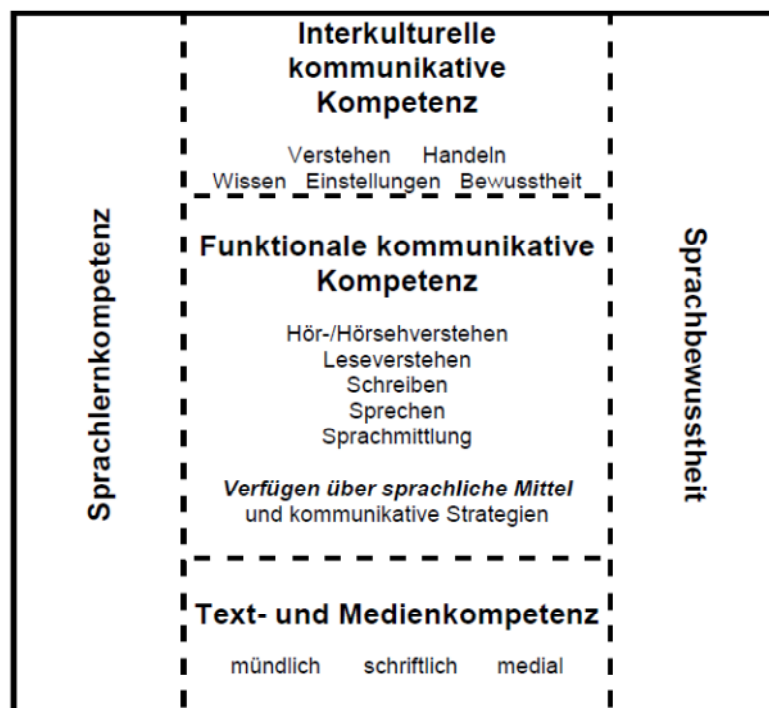 Interkulturelle
kommunikative
Kompetenz
Verstehen Handeln
Wissen Einstellungen Bewusstheit
Sprachlernkompetenz
Funktionale kommunikative
Kompetenz
Hör-/Hörsehverstehen
Leseverstehen
Schreiben
Sprechen
Sprachmittlung
Verfügen über sprachliche Mittel
und kommunikative Strategien
Sprachbewusstheit
Text- und Medienkompetenz
mündlich schriftlich medial